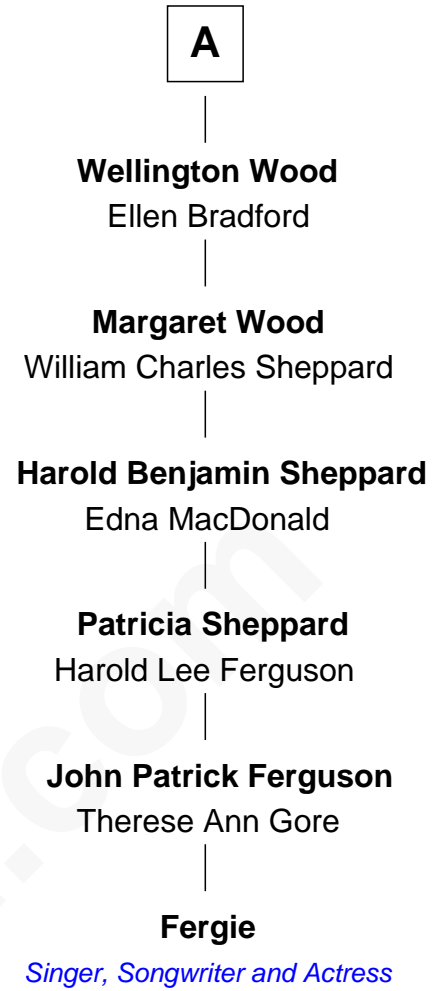 A
Wellington Wood
Ellen Bradford
Margaret Wood
William Charles Sheppard
Harold Benjamin Sheppard
Edna MacDonald
Patricia Sheppard
Harold Lee Ferguson
John Patrick Ferguson
Therese Ann Gore
Fergie
Singer, Songwriter and Actress
.com